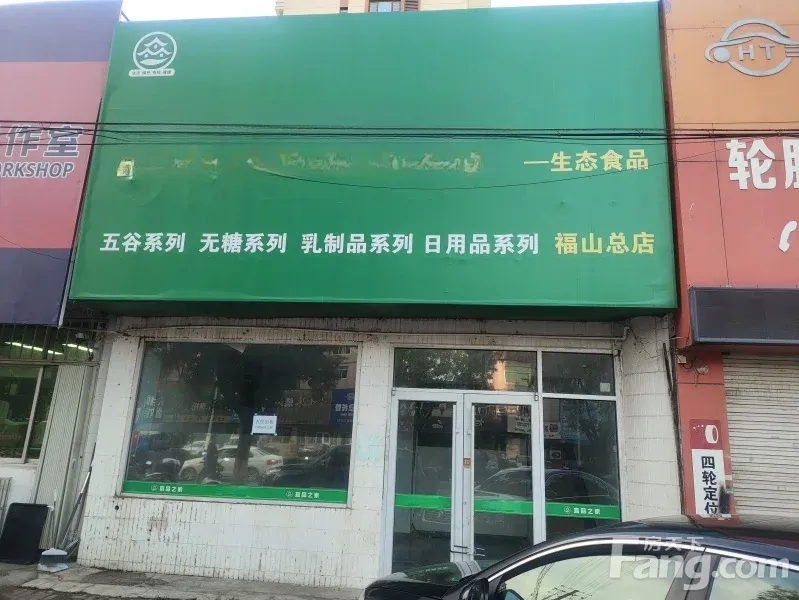 作室
WORKSHOP
—生态食品
五谷系列 无糖系列 乳制品系列 日用品系列 福山总店
HT
轮胎
四轮定位
房天下
Fang.com